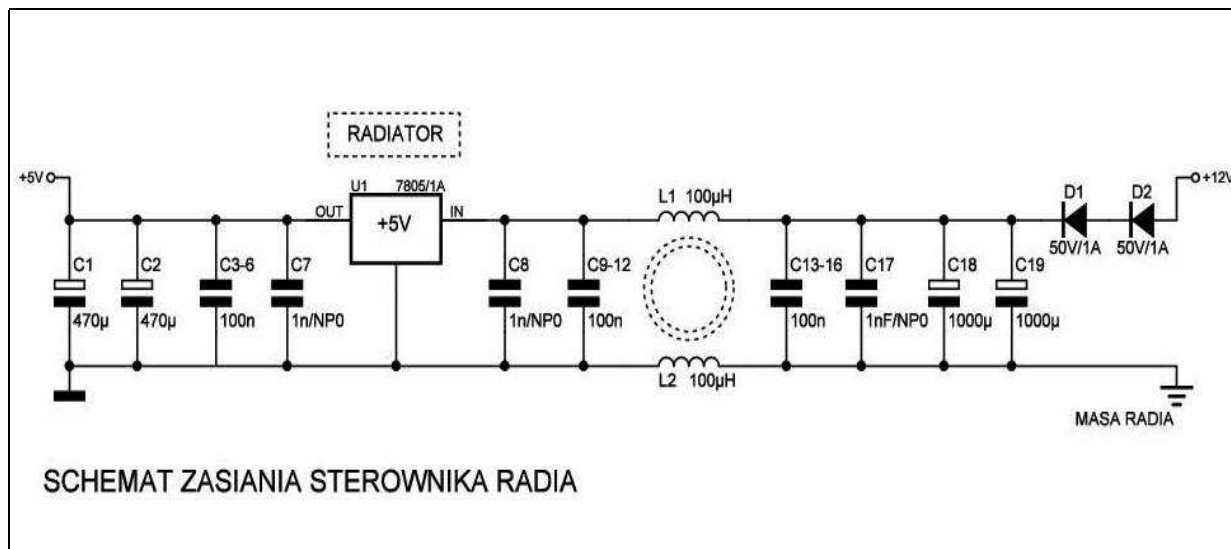 RADIATOR
+5V
+12V
U1 7805/1A
OUT
+5V
IN
L1 100µH
D1
D2
50V/1A
50V/1A
C1
470µ
C2
470µ
C3-6
100n
C7
1n/NP0
C8
1n/NP0
C9-12
100n
C13-16
100n
C17
1nF/NP0
C18
1000µ
C19
1000µ
L2 100µH
MASA RADIA
SCHEMAT ZASIANIA STEROWNIKA RADIA